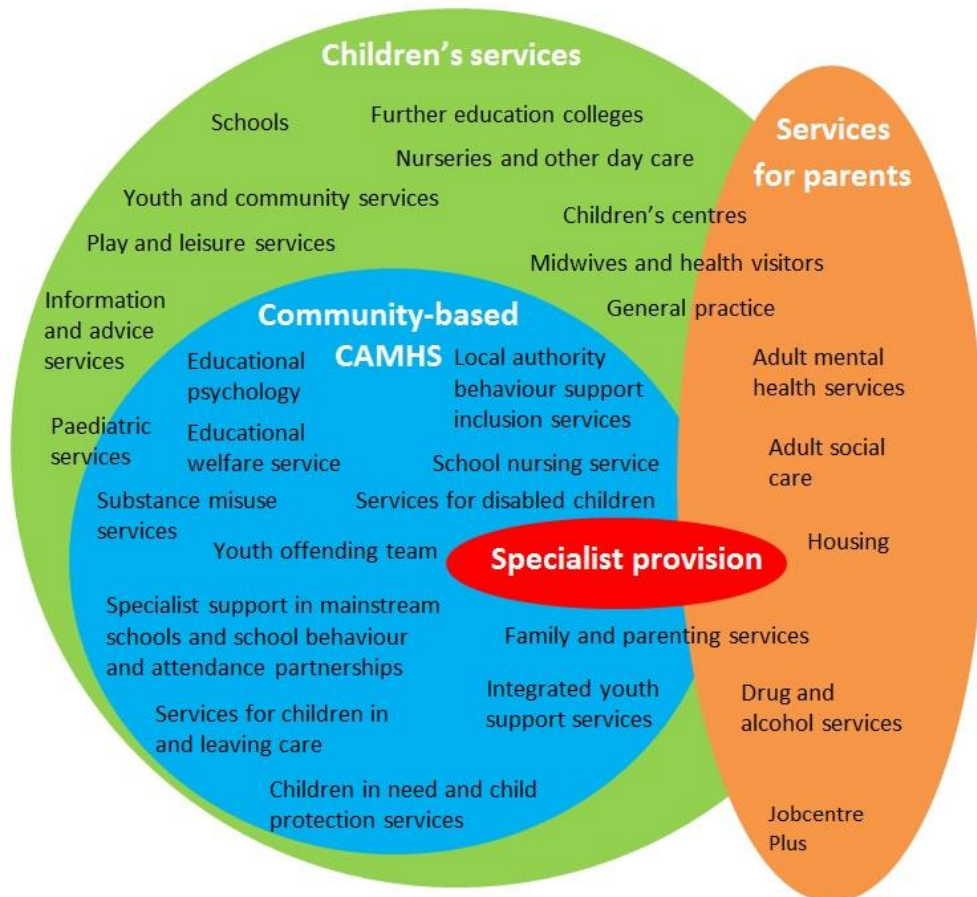 Children's services
Schools
Further education colleges
Nurseries and other day care
Youth and community services
Children's centres
Play and leisure services
Midwives and health visitors
General practice
Information
and advice
services
Paediatric
services
Community-based
CAMHS
Educational
psychology
Local authority
behaviour support
inclusion services
Educational
welfare service
School nursing service
Substance misuse
services
Services for disabled children
Youth offending team
Specialist provision
Specialist support in mainstream
schools and school behaviour
and attendance partnerships
Family and parenting services
Integrated youth
support services
Services for children in
and leaving care
Children in need and child
protection services
Services
for parents
Adult mental
health services
Adult social
care
Housing
Drug and
alcohol services
Jobcentre
Plus